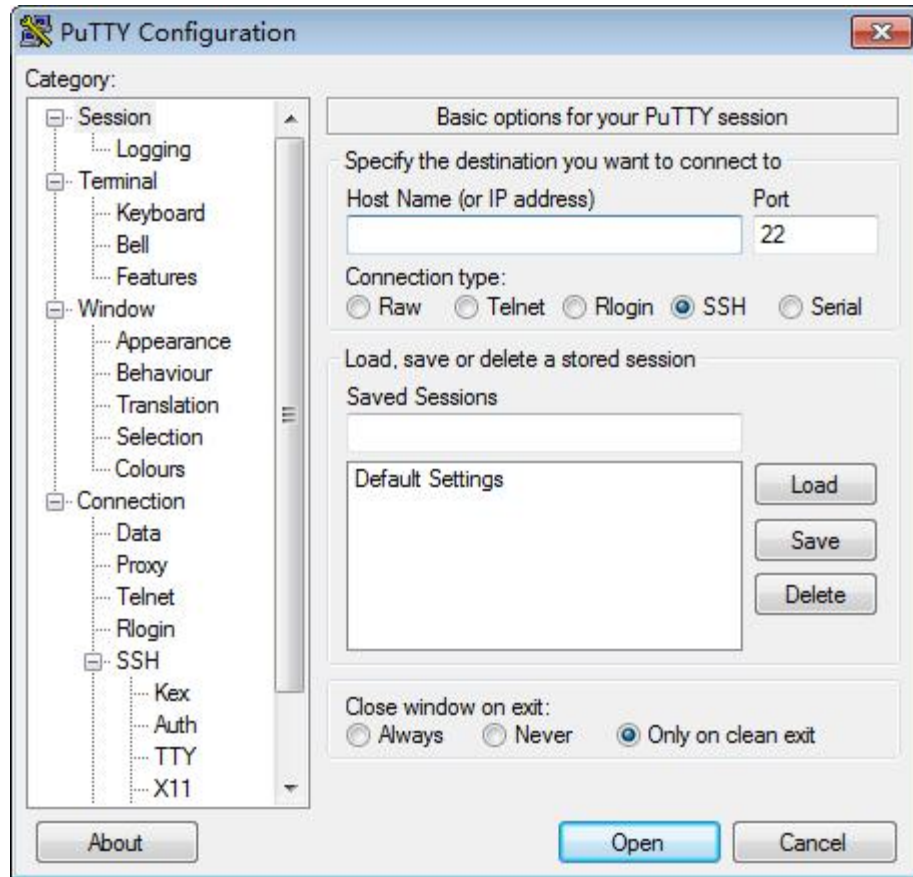 PuTTY Configuration
Category:
Session
Logging
Terminal
Keyboard
Bell
Features
Window
Appearance
Behaviour
Translation
Selection
Colours
Connection
Data
Proxy
Telnet
Rlogin
SSH
Kex
Auth
TTY
X11
Basic options for your PuTTY session
Specify the destination you want to connect to
Host Name (or IP address) Port
22
Connection type:
Raw Telnet Rlogin SSH Serial
Load, save or delete a stored session
Saved Sessions
Default Settings
Load
Save
Delete
Close window on exit:
Always Never Only on clean exit
About Open Cancel